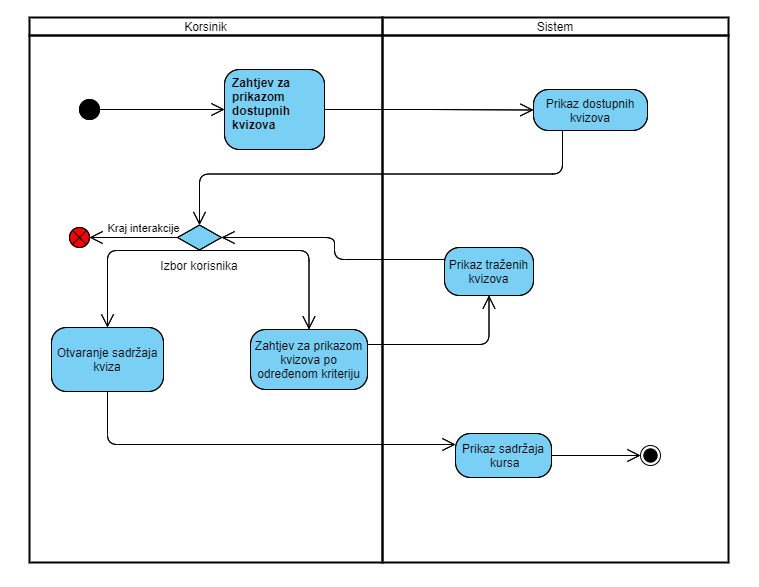 Korsinik
Sistem
Zahtjev za
prikazom
dostupnih
kvizova
Prikaz dostupnih
kvizova
Kraj interakcije
Izbor korisnika
Prikaz traženih
kvizova
Otvaranje sadržaja
kviza
Zahtjev za prikazom
kvizova po
određenom kriteriju
Prikaz sadržaja
kursa